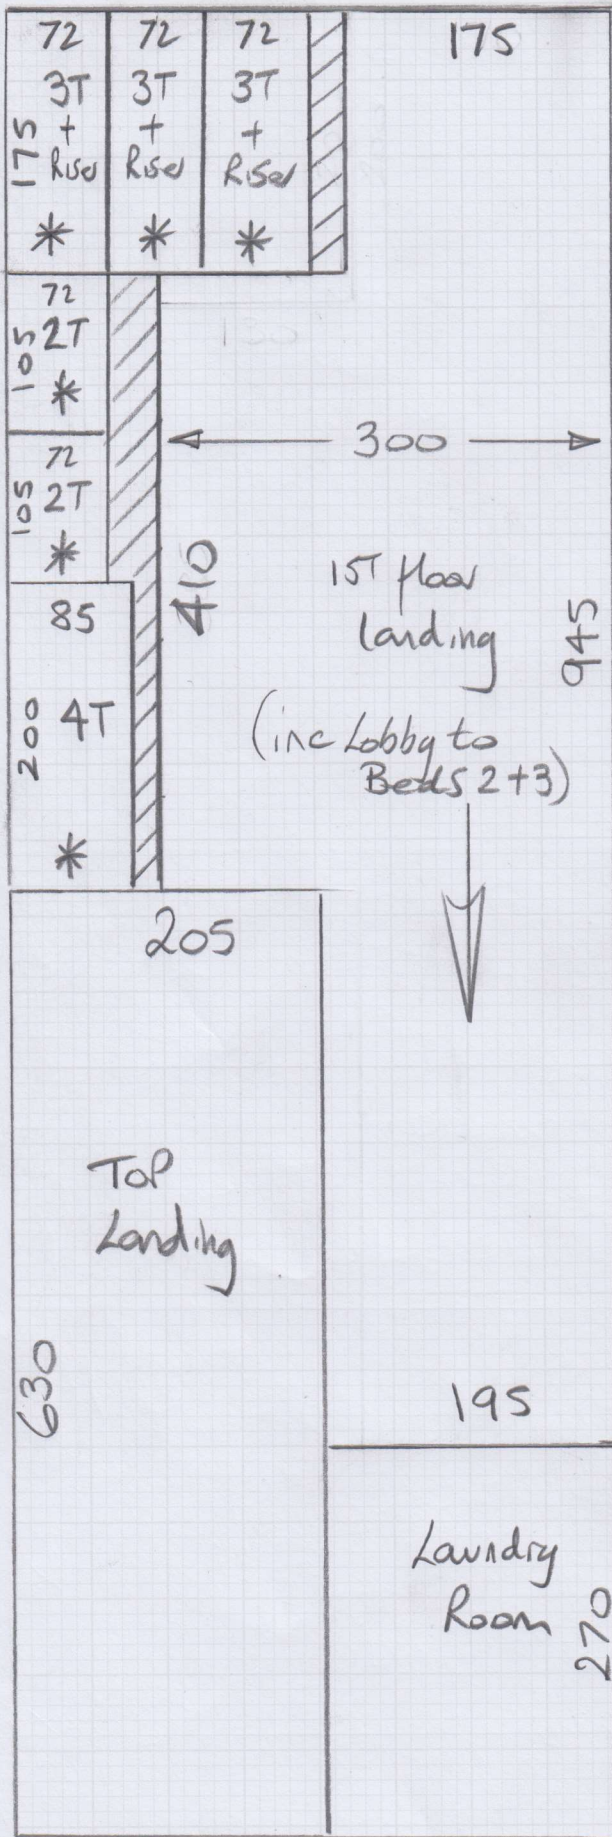 72 72 72 175
3T 3T 3T
175 + + +
Riser Riser Riser
* * *
72
105 2T
*
300
72
105 2T
*
410
1ST floor
landing
945
(inc Lobby to
Beds 2+3)
85
200 4T
*
205
Top
Landing
630
195
Laundry
Room
270